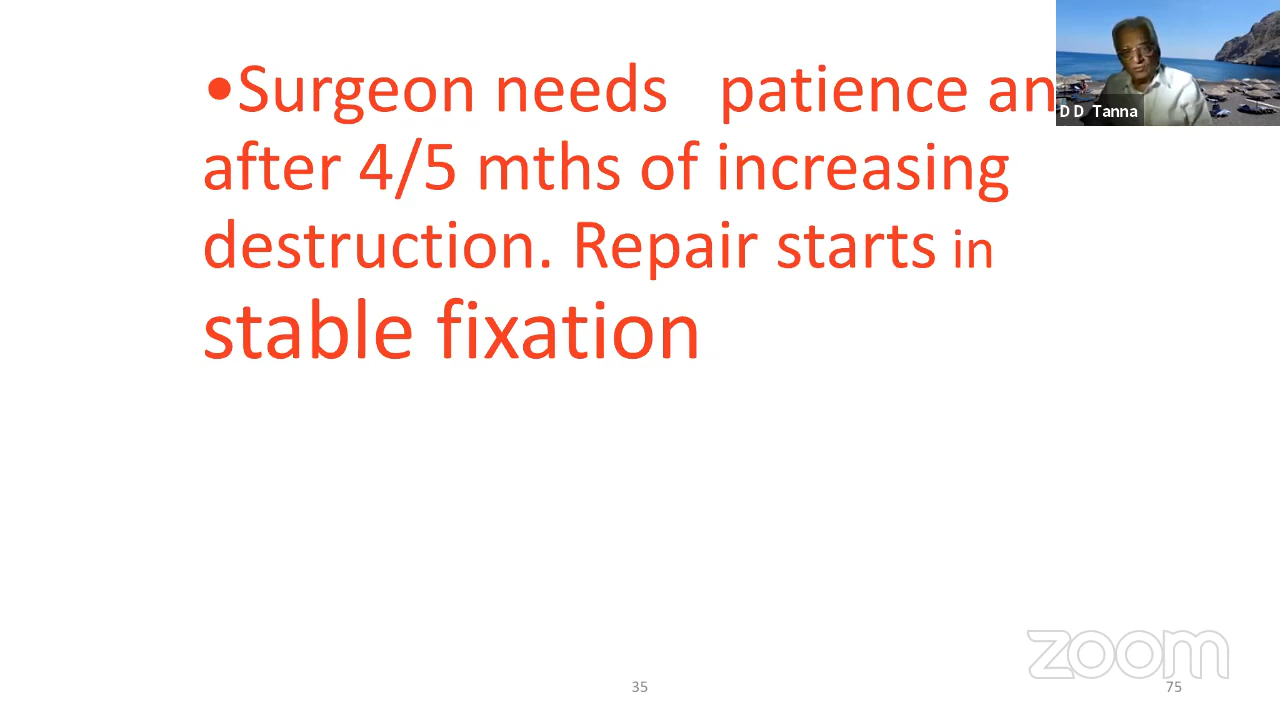 •Surgeon needs patience an
after 4/5 mths of increasing
destruction. Repair starts in
stable fixation
D D Tanna
zoom
35
75